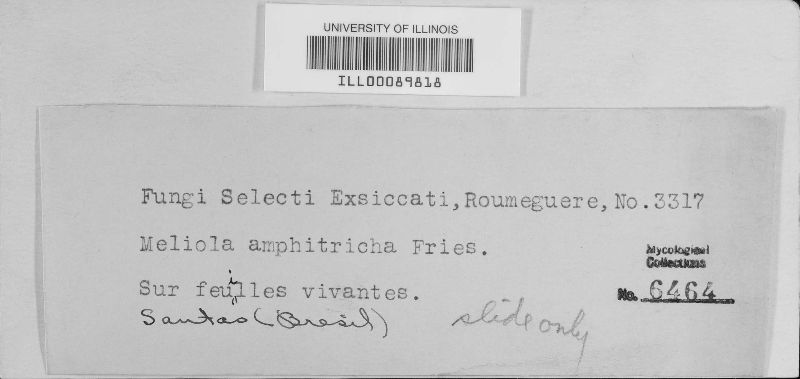 UNIVERSITY OF ILLINOIS
ILL00089818
Fungi Selecti Exsiccati, Roumeguere, No. 3317
Meliola amphitricha Fries.
Mycological
Collections
Sur feuilles vivantes.
No. 6464
Santos (Bresil)
slide only